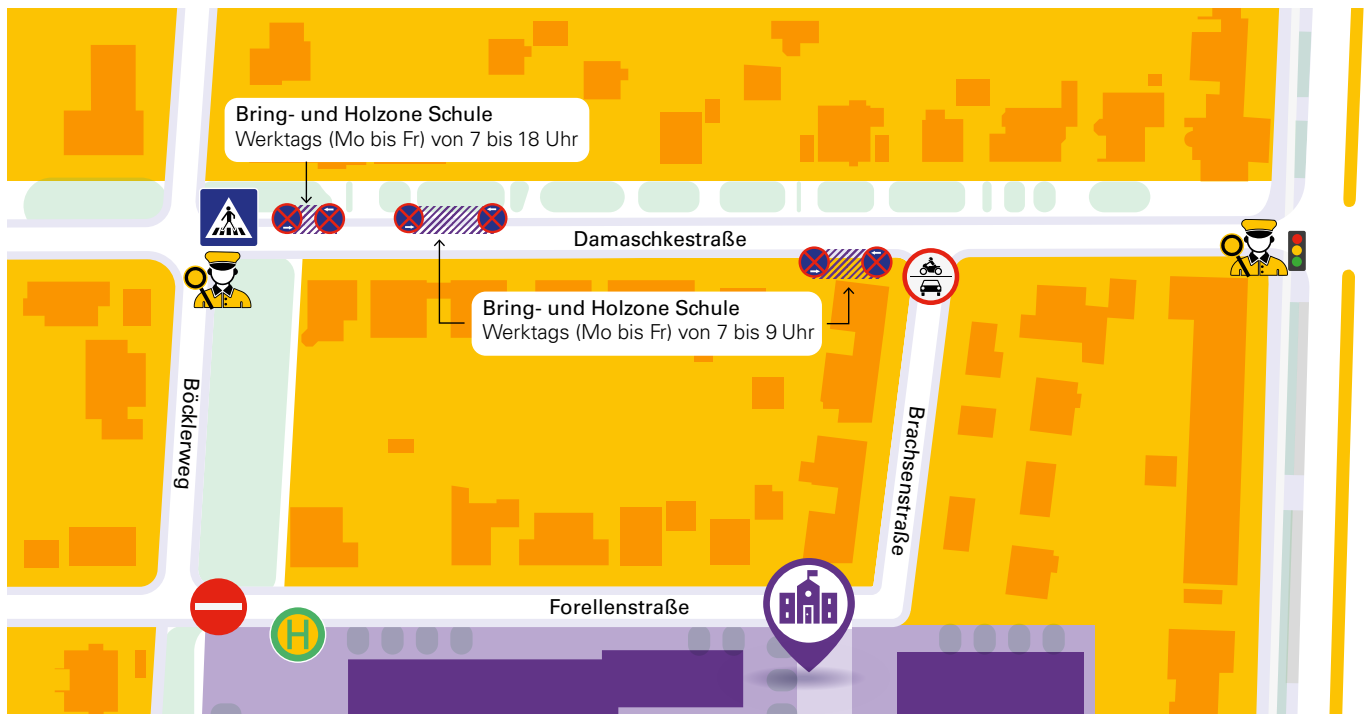 Bring- und Holzone Schule
Werktags (Mo bis Fr) von 7 bis 18 Uhr
Damaschkestraße
Bring- und Holzone Schule
Werktags (Mo bis Fr) von 7 bis 9 Uhr
Böcklerweg
Brachsenstraße
Forellenstraße
H